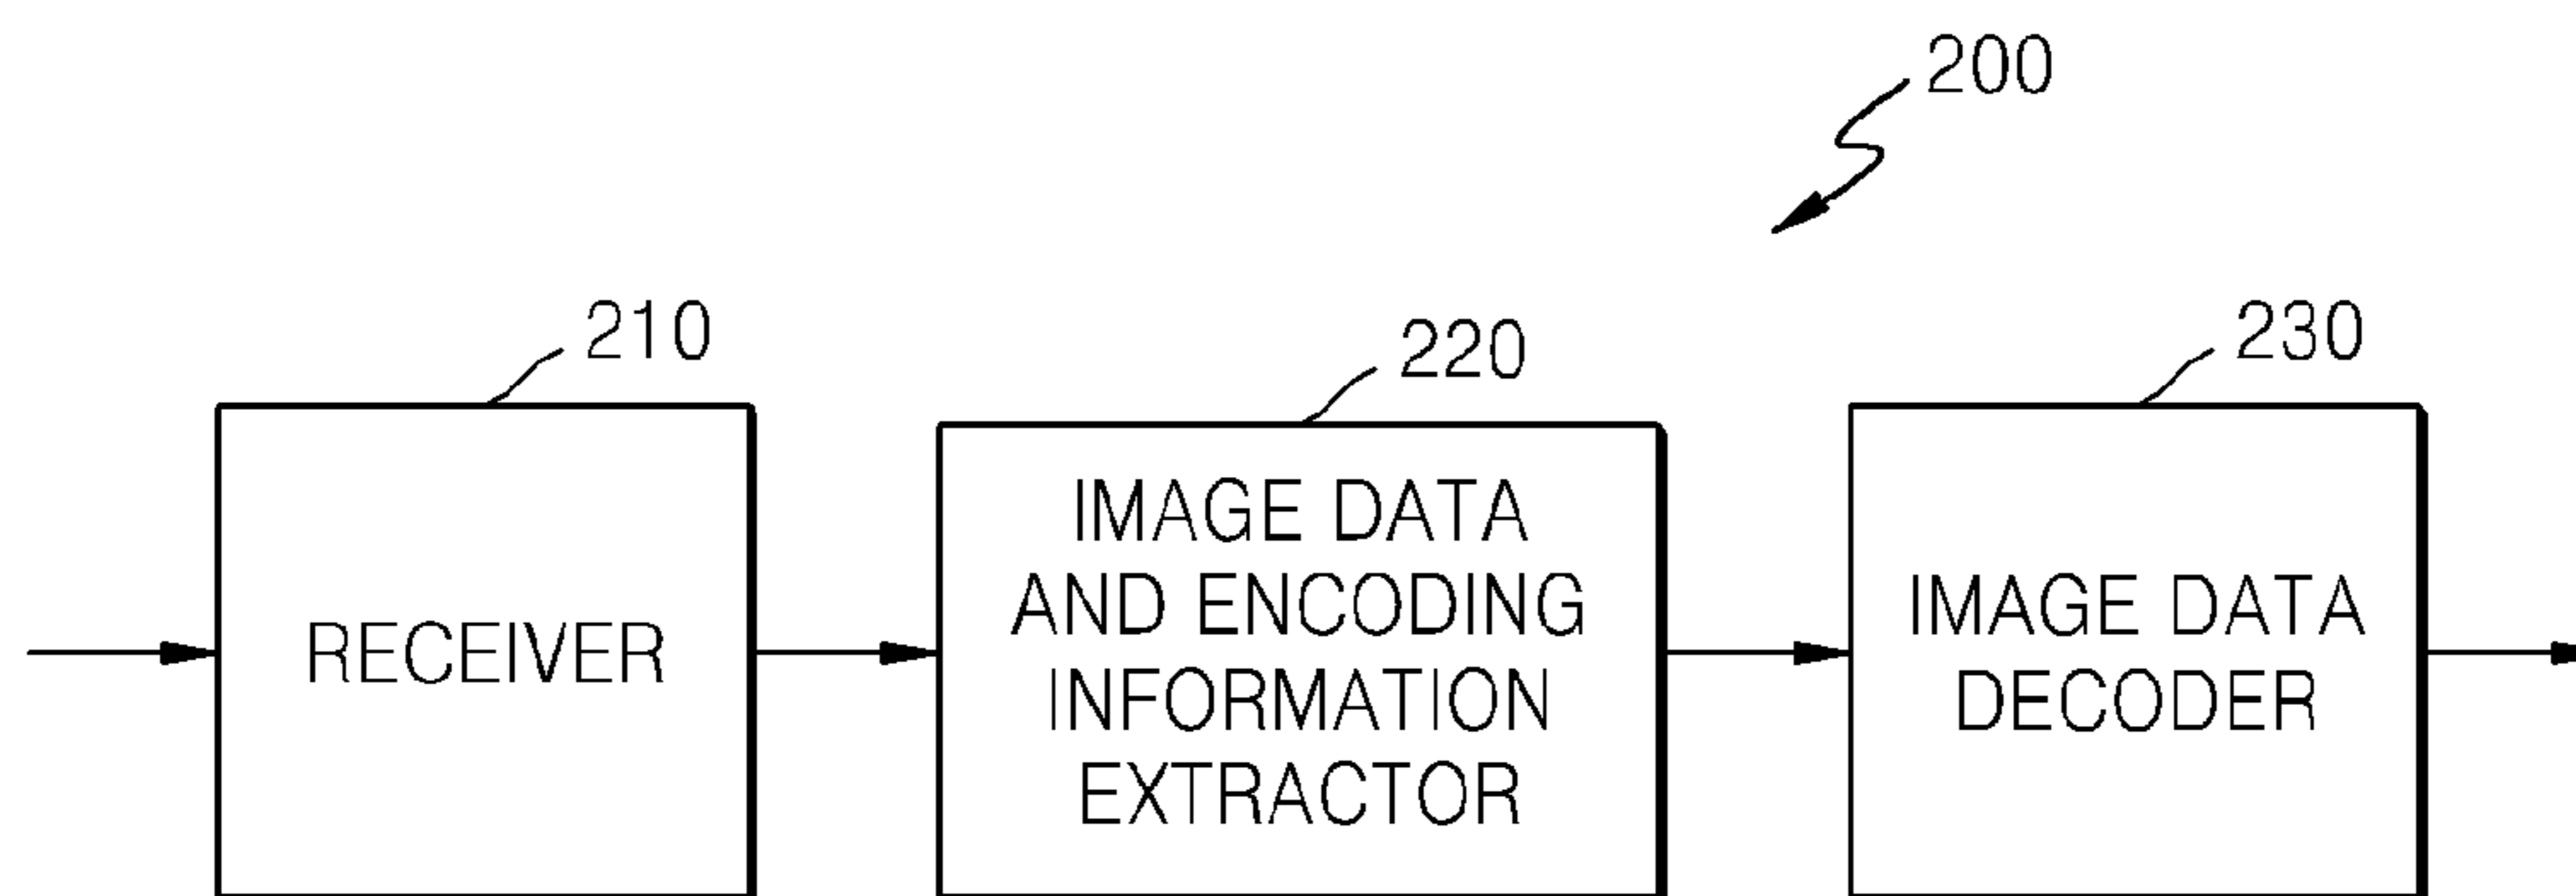 200
210
220
230
RECEIVER
IMAGE DATA
AND ENCODING
INFORMATION
EXTRACTOR
IMAGE DATA
DECODER